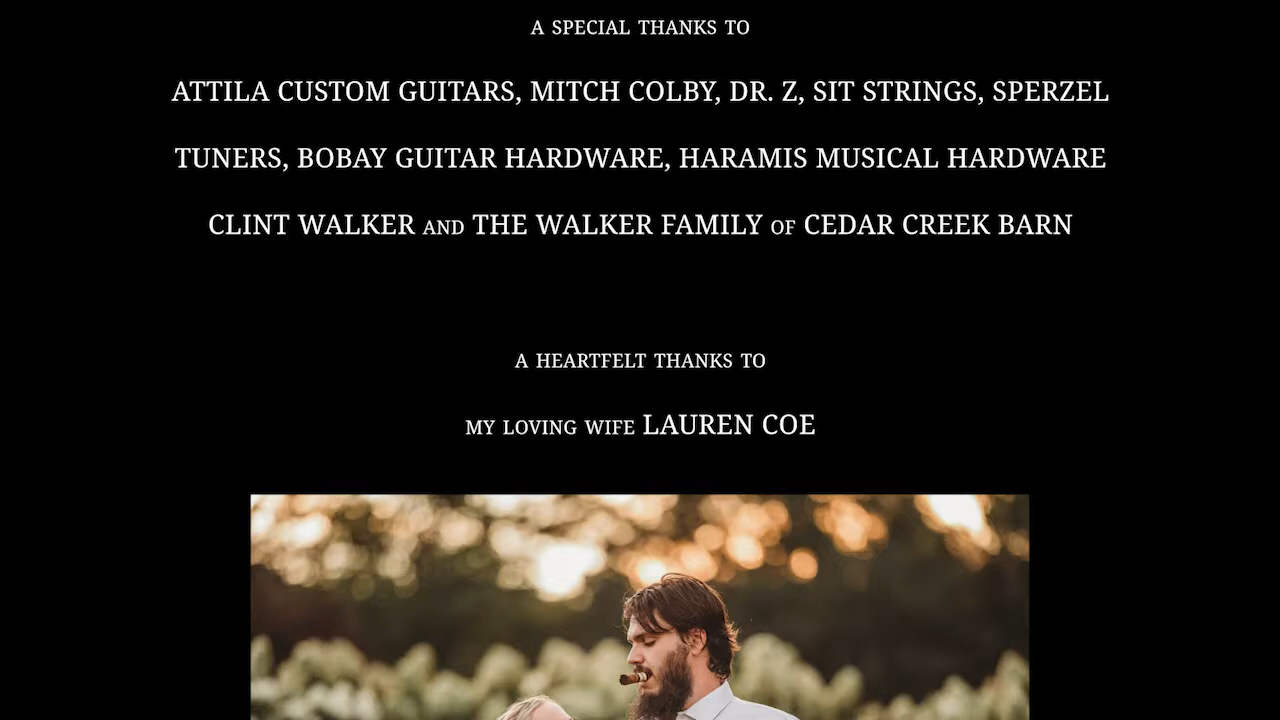 A SPECIAL THANKS TO
ATTILA CUSTOM GUITARS, MITCH COLBY, DR. Z, SIT STRINGS, SPERZEL
TUNERS, BOBAY GUITAR HARDWARE, HARAMIS MUSICAL HARDWARE
CLINT WALKER AND THE WALKER FAMILY OF CEDAR CREEK BARN
A HEARTFELT THANKS TO
MY LOVING WIFE LAUREN COE